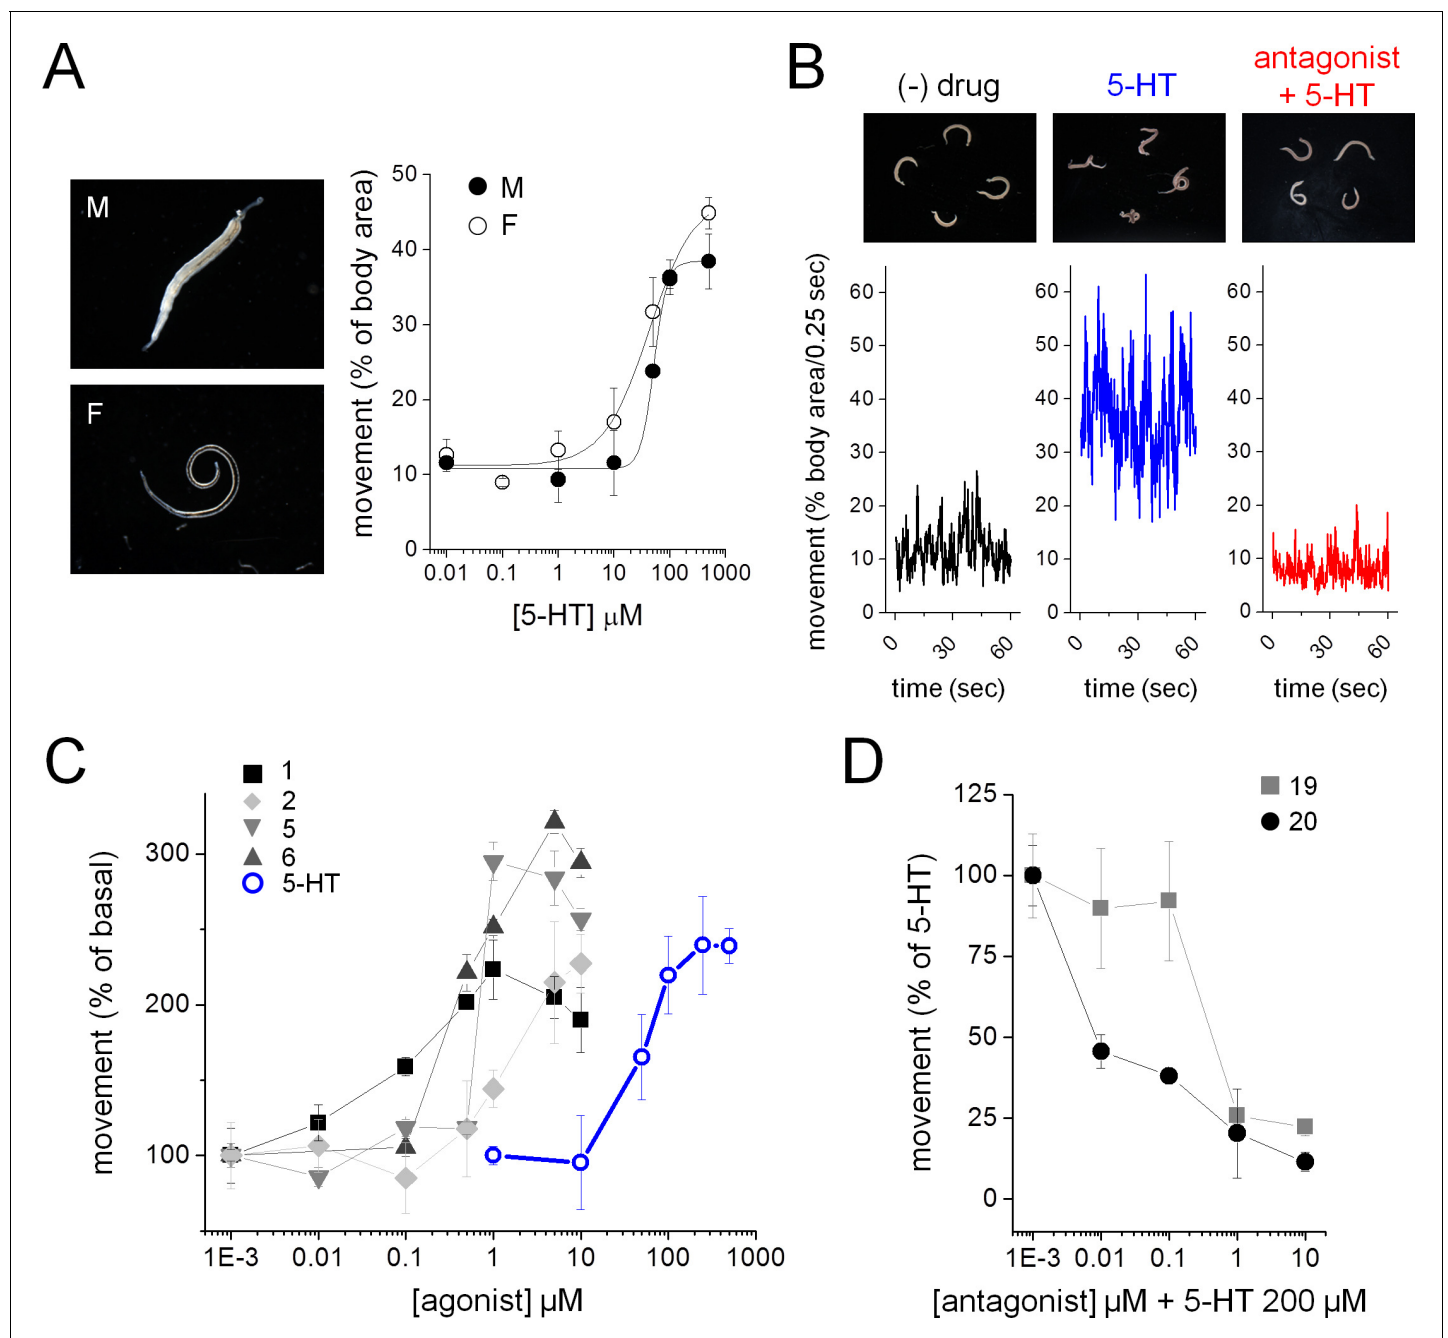 A
M
F
movement (% of body area)
50
40
30
20
10
0
M
F
0.01 0.1 1 10 100 1000
[5-HT] μM
B
(-) drug
5-HT
antagonist
+ 5-HT
movement (% body area/0.25 sec)
60
50
40
30
20
10
0
0 30 60
time (sec)
60
50
40
30
20
10
0
0 30 60
time (sec)
60
50
40
30
20
10
0
0 30 60
time (sec)
C
1
2
5
6
5-HT
movement (% of basal)
300
200
100
1E-3 0.01 0.1 1 10 100 1000
[agonist] µM
D
19
20
movement (% of 5-HT)
125
100
75
50
25
0
1E-3 0.01 0.1 1 10
[antagonist] µM + 5-HT 200 µM